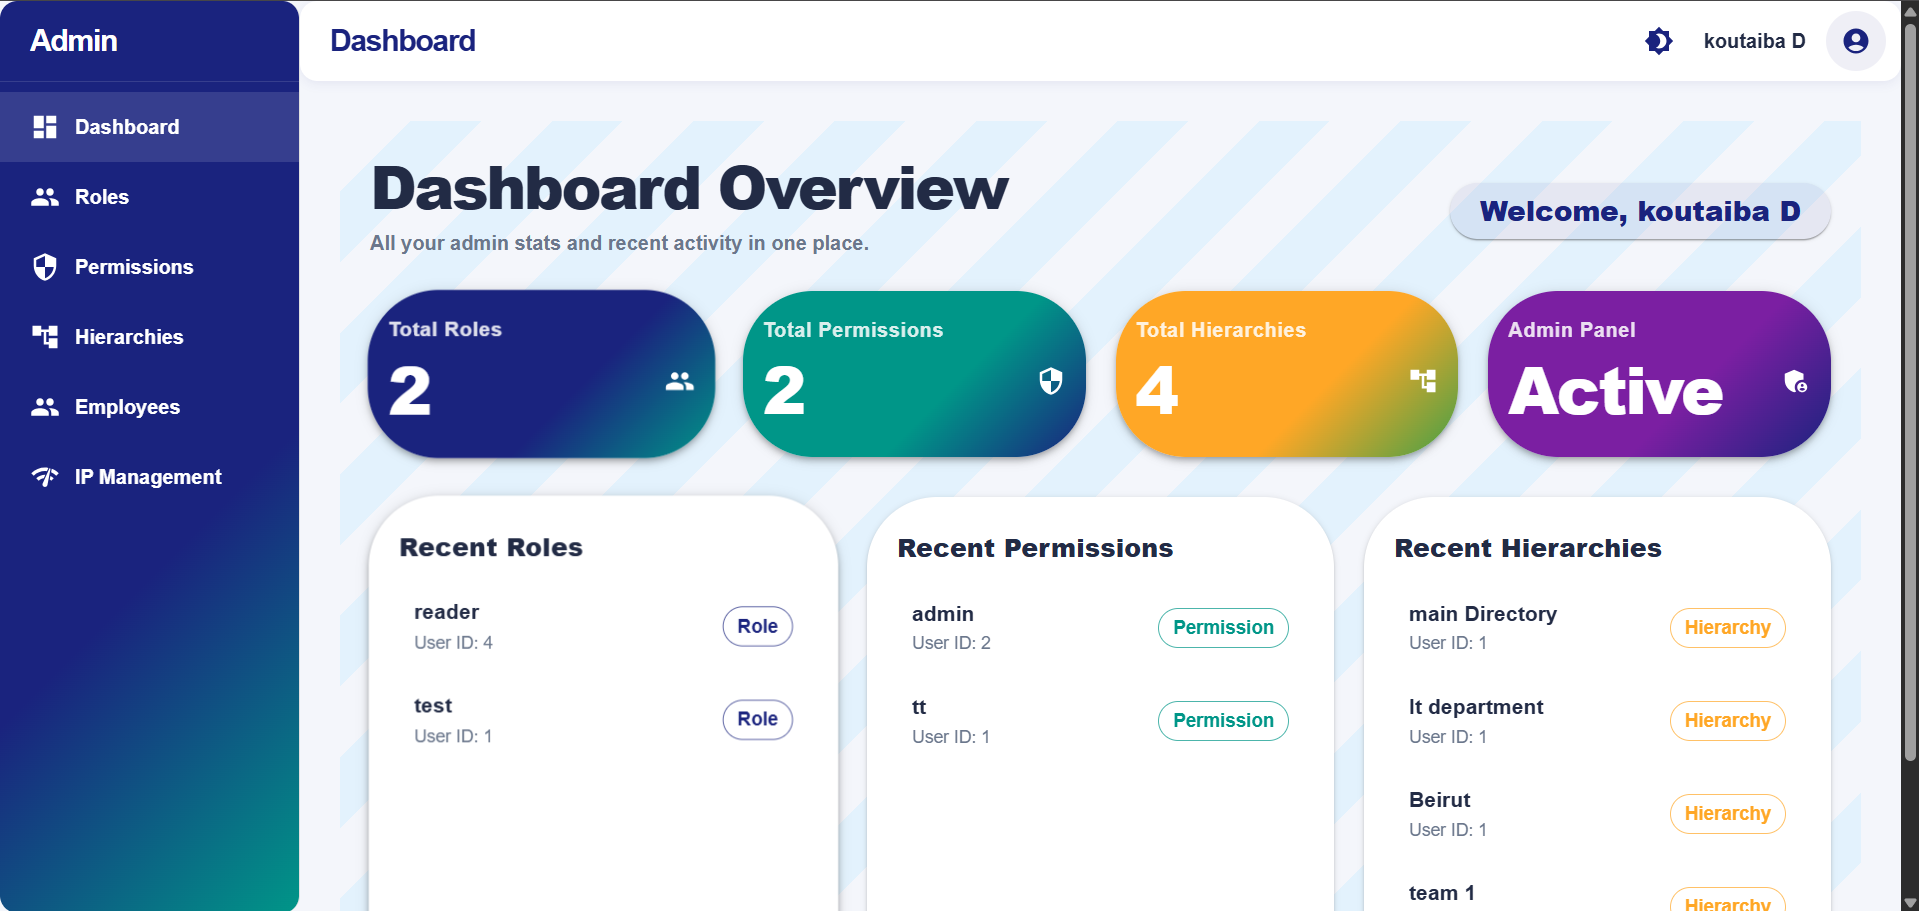 Admin
Dashboard
Roles
Permissions
Hierarchies
Employees
IP Management
Dashboard
koutaiba D
Dashboard Overview
All your admin stats and recent activity in one place.
Welcome, koutaiba D
Total Roles
2
Total Permissions
2
Total Hierarchies
4
Admin Panel
Active
Recent Roles
reader
User ID: 4
Role
test
User ID: 1
Role
Recent Permissions
admin
User ID: 2
Permission
tt
User ID: 1
Permission
Recent Hierarchies
main Directory
User ID: 1
Hierarchy
It department
User ID: 1
Hierarchy
Beirut
User ID: 1
Hierarchy
team 1
Hierarchy